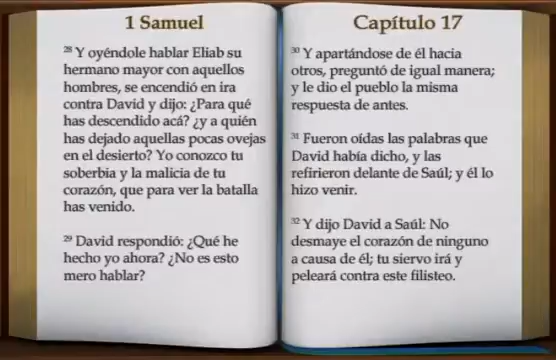 1 Samuel
²⁸ Y oyéndole hablar Eliab su
hermano mayor con aquellos
hombres, se encendió en ira
contra David y dijo: ¿Para qué
has descendido acá? ¿y a quién
has dejado aquellas pocas ovejas
en el desierto? Yo conozco tu
soberbia y la malicia de tu
corazón, que para ver la batalla
has venido.
²⁹ David respondió: ¿Qué he
hecho yo ahora? ¿No es esto
mero hablar?
Capítulo 17
³⁰ Y apartándose de él hacia
otros, preguntó de igual manera;
y le dio el pueblo la misma
respuesta de antes.
³¹ Fueron oídas las palabras que
David había dicho, y las
refirieron delante de Saúl; y él lo
hizo venir.
³² Y dijo David a Saúl: No
desmaye el corazón de ninguno
a causa de él; tu siervo irá y
peleará contra este filisteo.